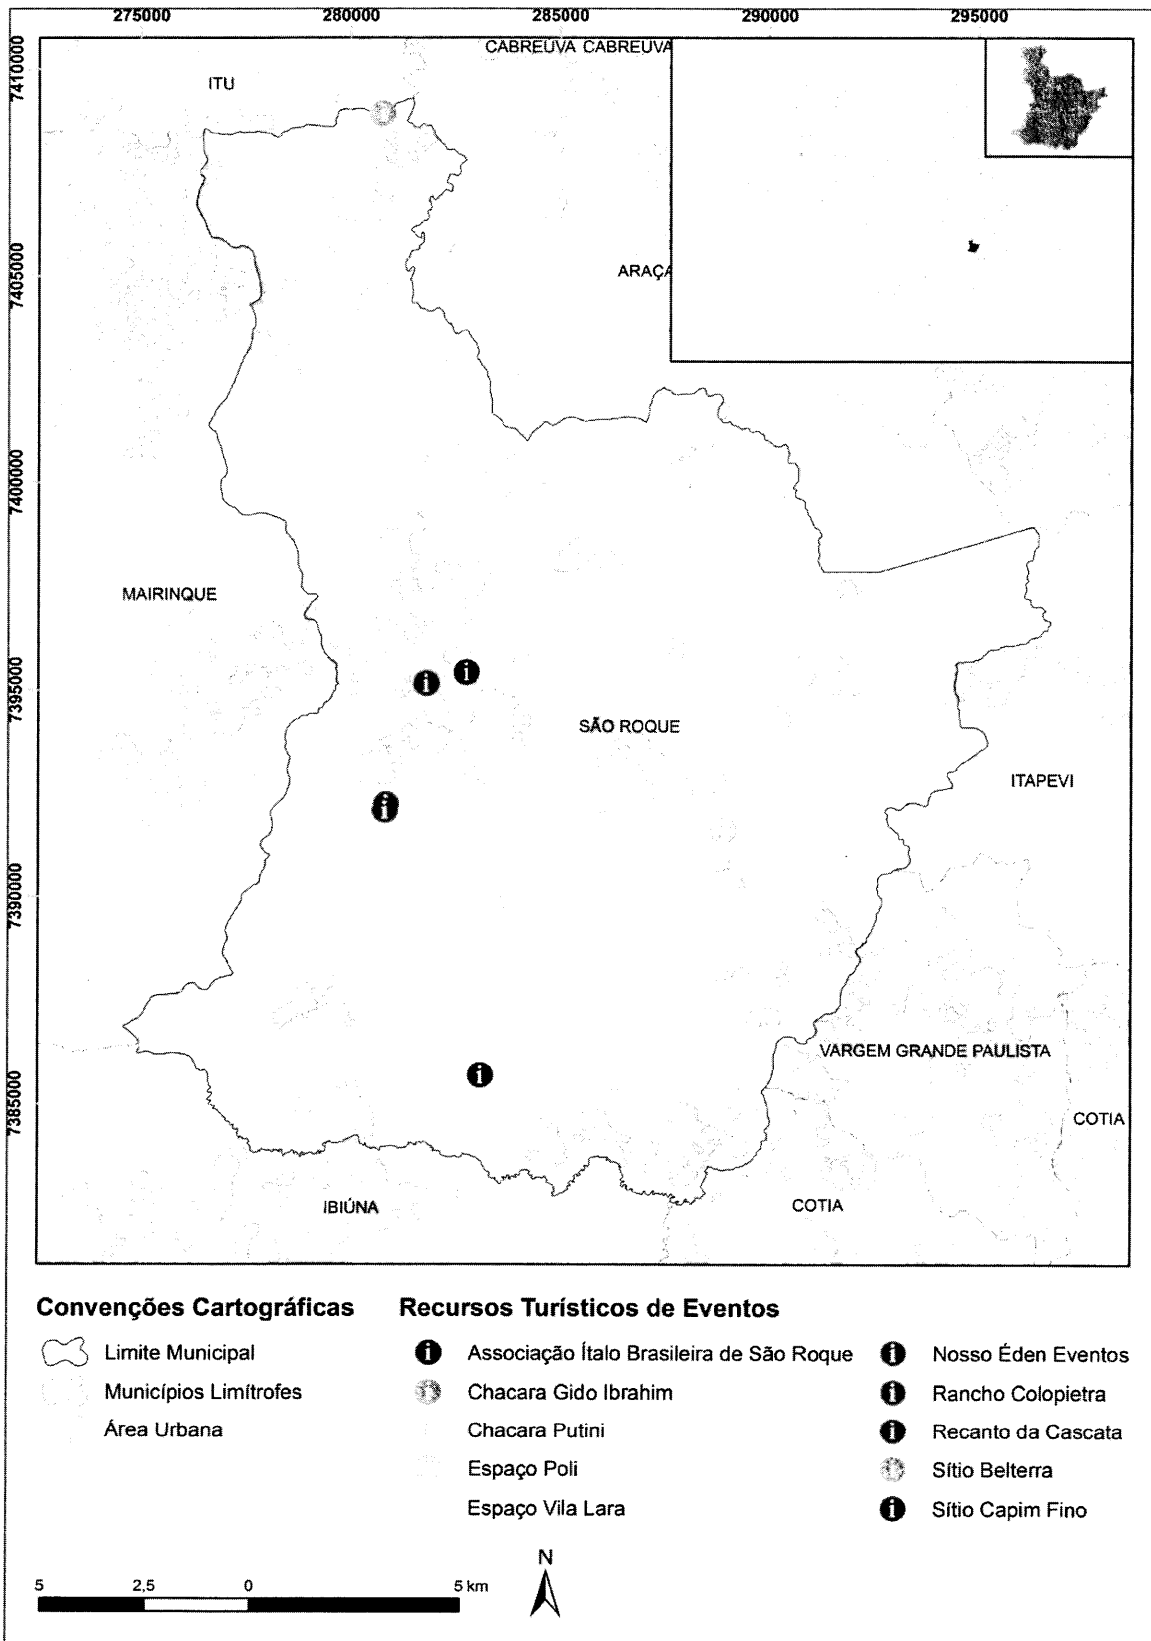 275000 280000 285000 290000 295000
7410000
7405000
7400000
7395000
7390000
7385000
CABREÚVA CABREUVA
ITU
ARAÇA
MAIRINQUE
SÃO ROQUE
ITAPEVI
VARGEM GRANDE PAULISTA
COTIA
IBIÚNA
COTIA
Convenções Cartográficas
Limite Municipal
Municípios Limítrofes
Área Urbana
Recursos Turísticos de Eventos
Associação Ítalo Brasileira de São Roque
Chacara Gido Ibrahim
Chacara Putini
Espaço Poli
Espaço Vila Lara
Nosso Éden Eventos
Rancho Colopietra
Recanto da Cascata
Sítio Belterra
Sítio Capim Fino
5 2,5 0 5 km
N